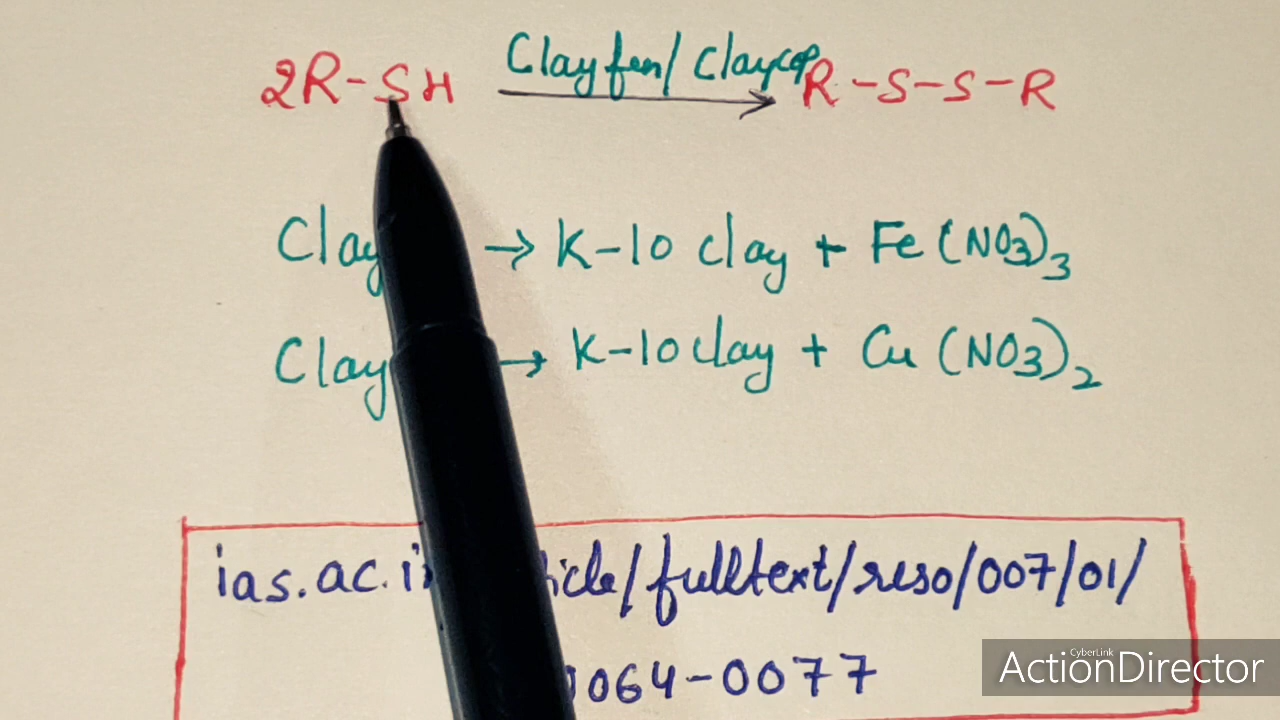 2R-SH Clayfen/Claycop R-S-S-R
Clay → K-10 clay + Fe(NO3)3
Clay → K-10 clay + Cu(NO3)2
ias.ac.i icle/fulltext/reso/007/01/
064-0077
CyberLink
ActionDirector